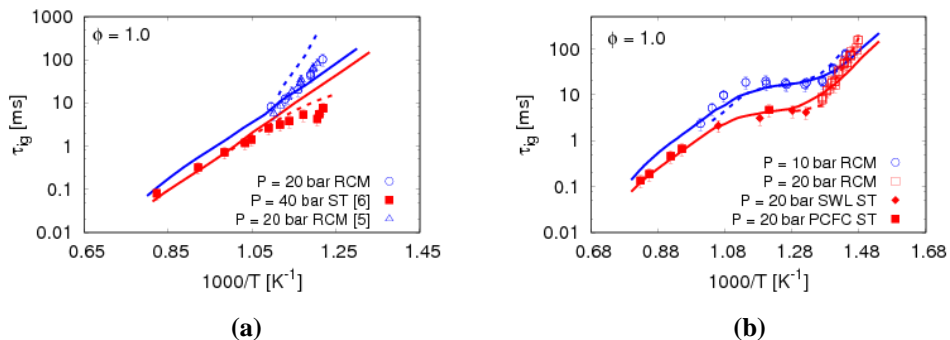 ϕ = 1.0
1000
100
10
1
0.1
0.01
τig [ms]
P = 20 bar RCM
P = 40 bar ST [6]
P = 20 bar RCM [5]
0.65 0.85 1.05 1.25 1.45
1000/T [K⁻¹]
(a)
ϕ = 1.0
100
10
1
0.1
0.01
τig [ms]
P = 10 bar RCM
P = 20 bar RCM
P = 20 bar SWL ST
P = 20 bar PCFC ST
0.68 0.88 1.08 1.28 1.48 1.68
1000/T [K⁻¹]
(b)